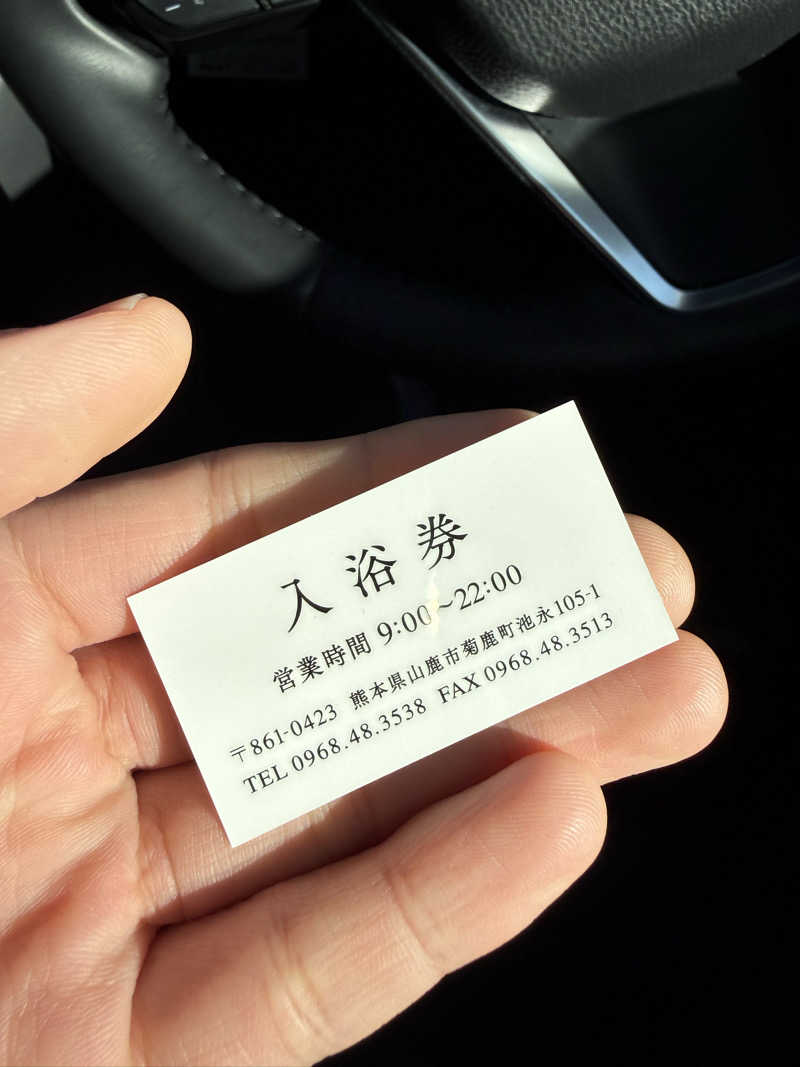 入浴券
営業時間 9:00~22:00
〒861-0423 熊本県山鹿市菊鹿町池永105-1
TEL 0968.48.3538 FAX 0968.48.3513